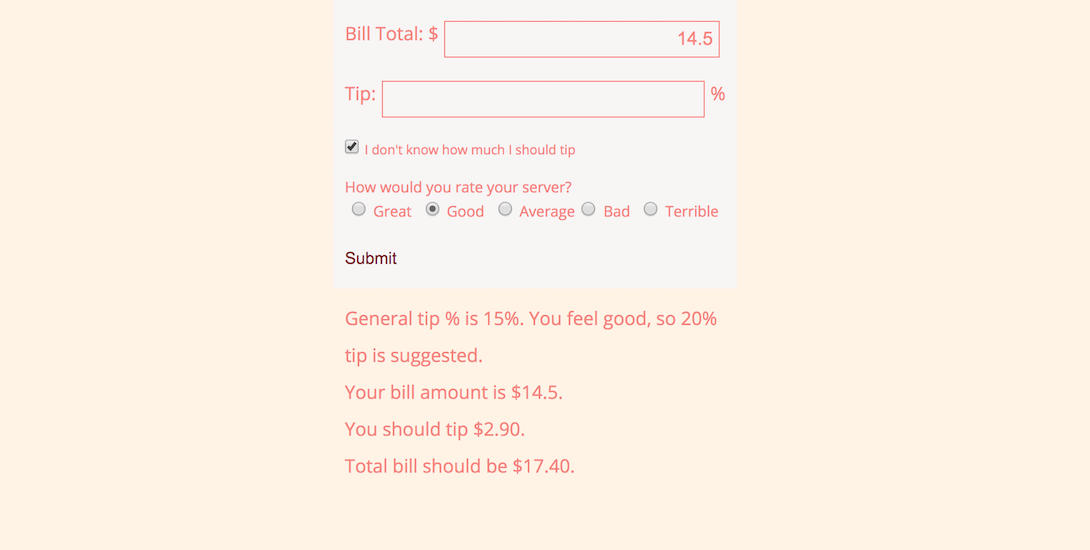 Bill Total: $ 14.5
Tip: %
I don't know how much I should tip
How would you rate your server?
Great Good Average Bad Terrible
Submit
General tip % is 15%. You feel good, so 20%
tip is suggested.
Your bill amount is $14.5.
You should tip $2.90.
Total bill should be $17.40.